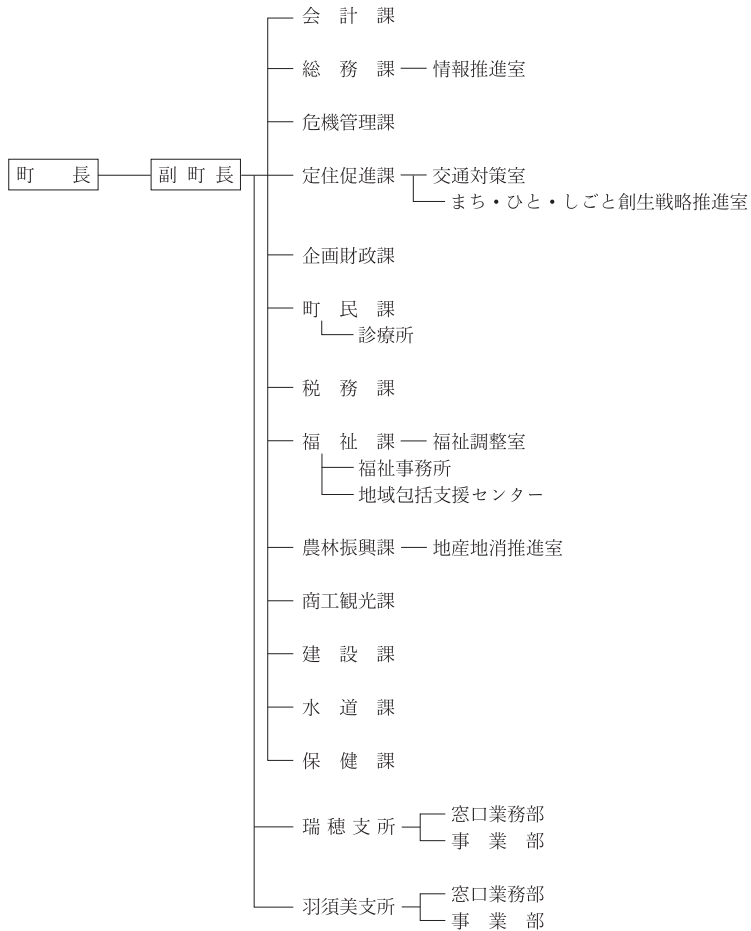 会計課
総務課 情報推進室
危機管理課
町長 副町長 定住促進課 交通対策室
まち・ひと・しごと創生戦略推進室
企画財政課
町民課
診療所
税務課
福祉課 福祉調整室
福祉事務所
地域包括支援センター
農林振興課 地産地消推進室
商工観光課
建設課
水道課
保健課
瑞穂支所 窓口業務部
事業部
羽須美支所 窓口業務部
事業部